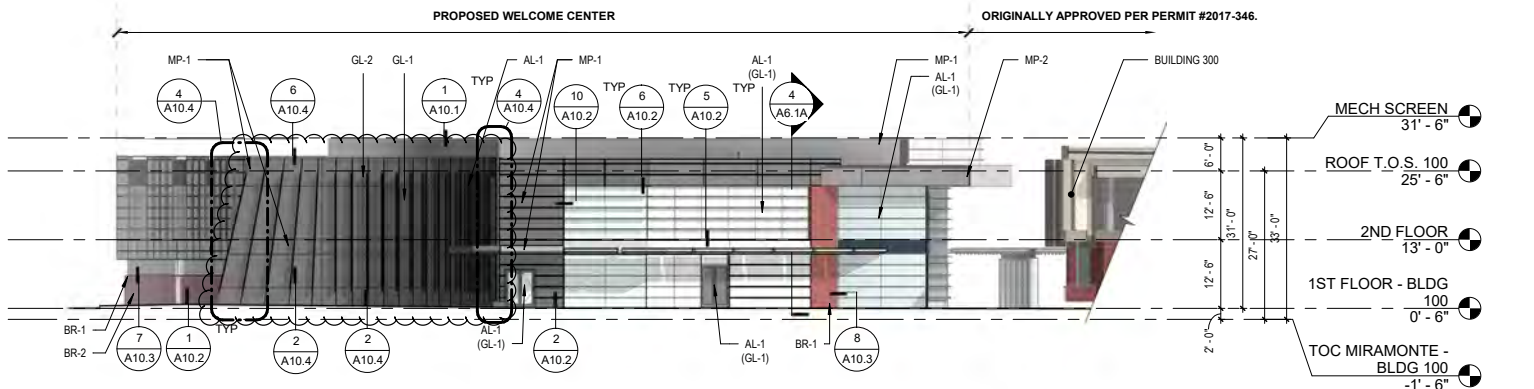 PROPOSED WELCOME CENTER
ORIGINALLY APPROVED PER PERMIT #2017-346.
MP-1
GL-2
GL-1
AL-1
MP-1
AL-1
(GL-1)
MP-1
AL-1
(GL-1)
MP-2
BUILDING 300
4
A10.4
6
A10.4
1
A10.1
TYP
4
A10.4
10
A10.2
TYP
6
A10.2
TYP
5
A10.2
TYP
4
A6.1A
MECH SCREEN
31' - 6"
ROOF T.O.S. 100
25' - 6"
2ND FLOOR
13' - 0"
1ST FLOOR - BLDG
100
0' - 6"
TOC MIRAMONTE -
BLDG 100
-1' - 6"
6' - 0"
12' - 6"
12' - 6"
2' - 0"
31' - 0"
27' - 0"
33' - 0"
BR-1
BR-2
7
A10.3
1
A10.2
TYP
2
A10.4
2
A10.4
AL-1
(GL-1)
2
A10.2
AL-1
(GL-1)
BR-1
8
A10.3